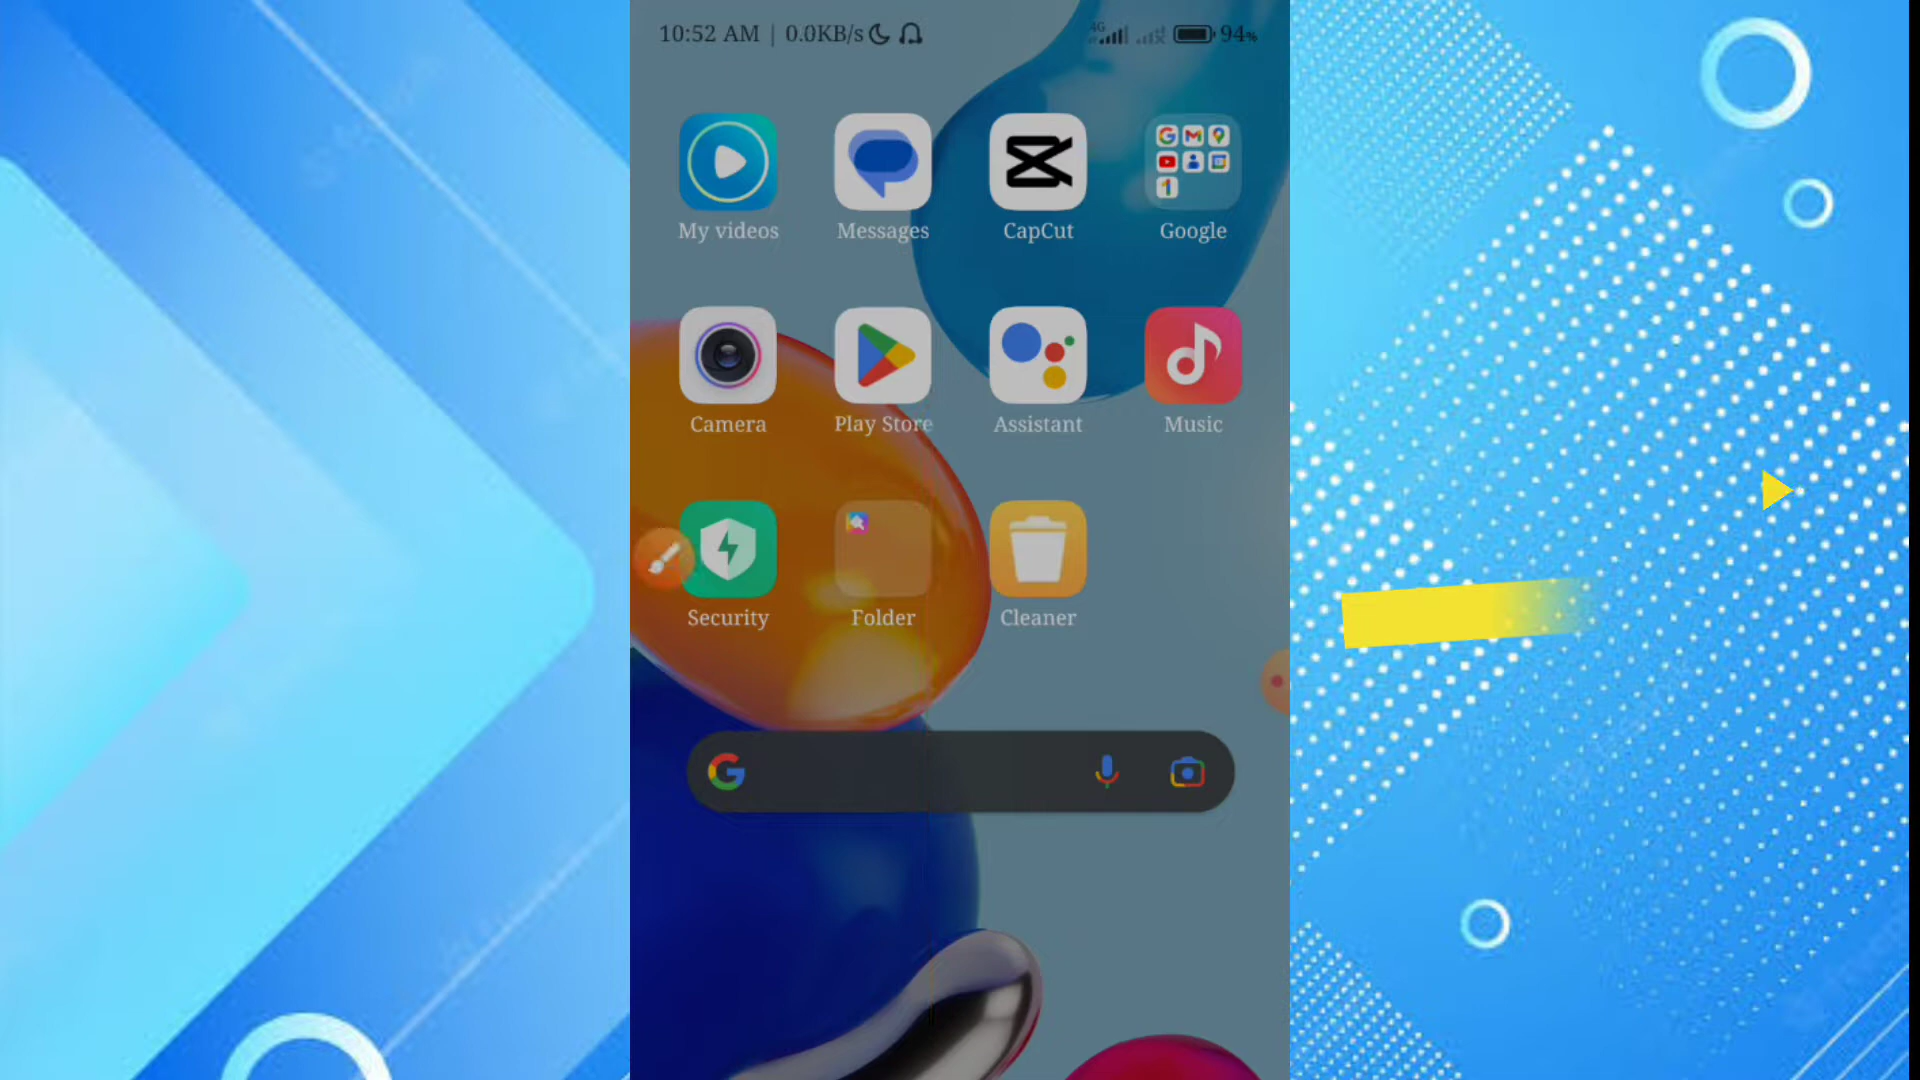 10:52 AM | 0.0KB/s 4G 94%
My videos Messages CapCut Google
Camera Play Store Assistant Music
Security Folder Cleaner